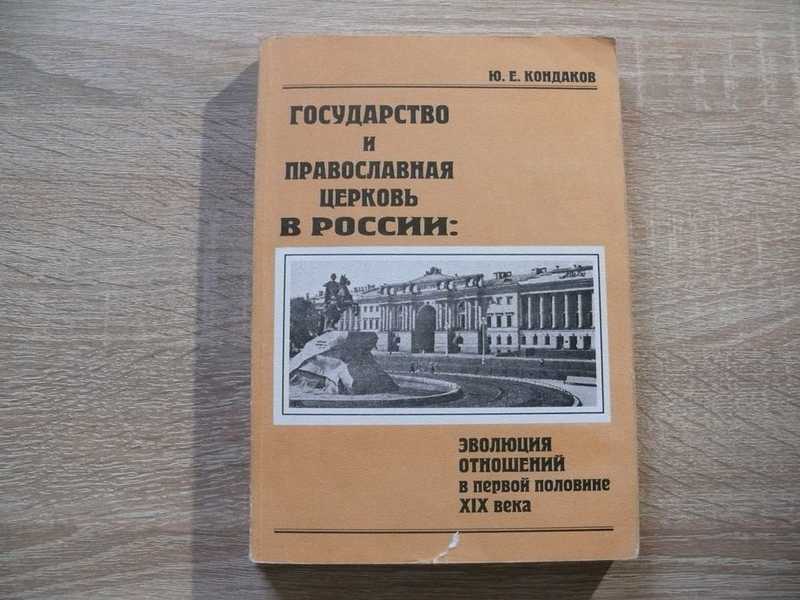 Ю. Е. КОНДАКОВ
ГОСУДАРСТВО
И
ПРАВОСЛАВНАЯ
ЦЕРКОВЬ
В РОССИИ:
ЭВОЛЮЦИЯ
ОТНОШЕНИЙ
в первой половине
XIX века